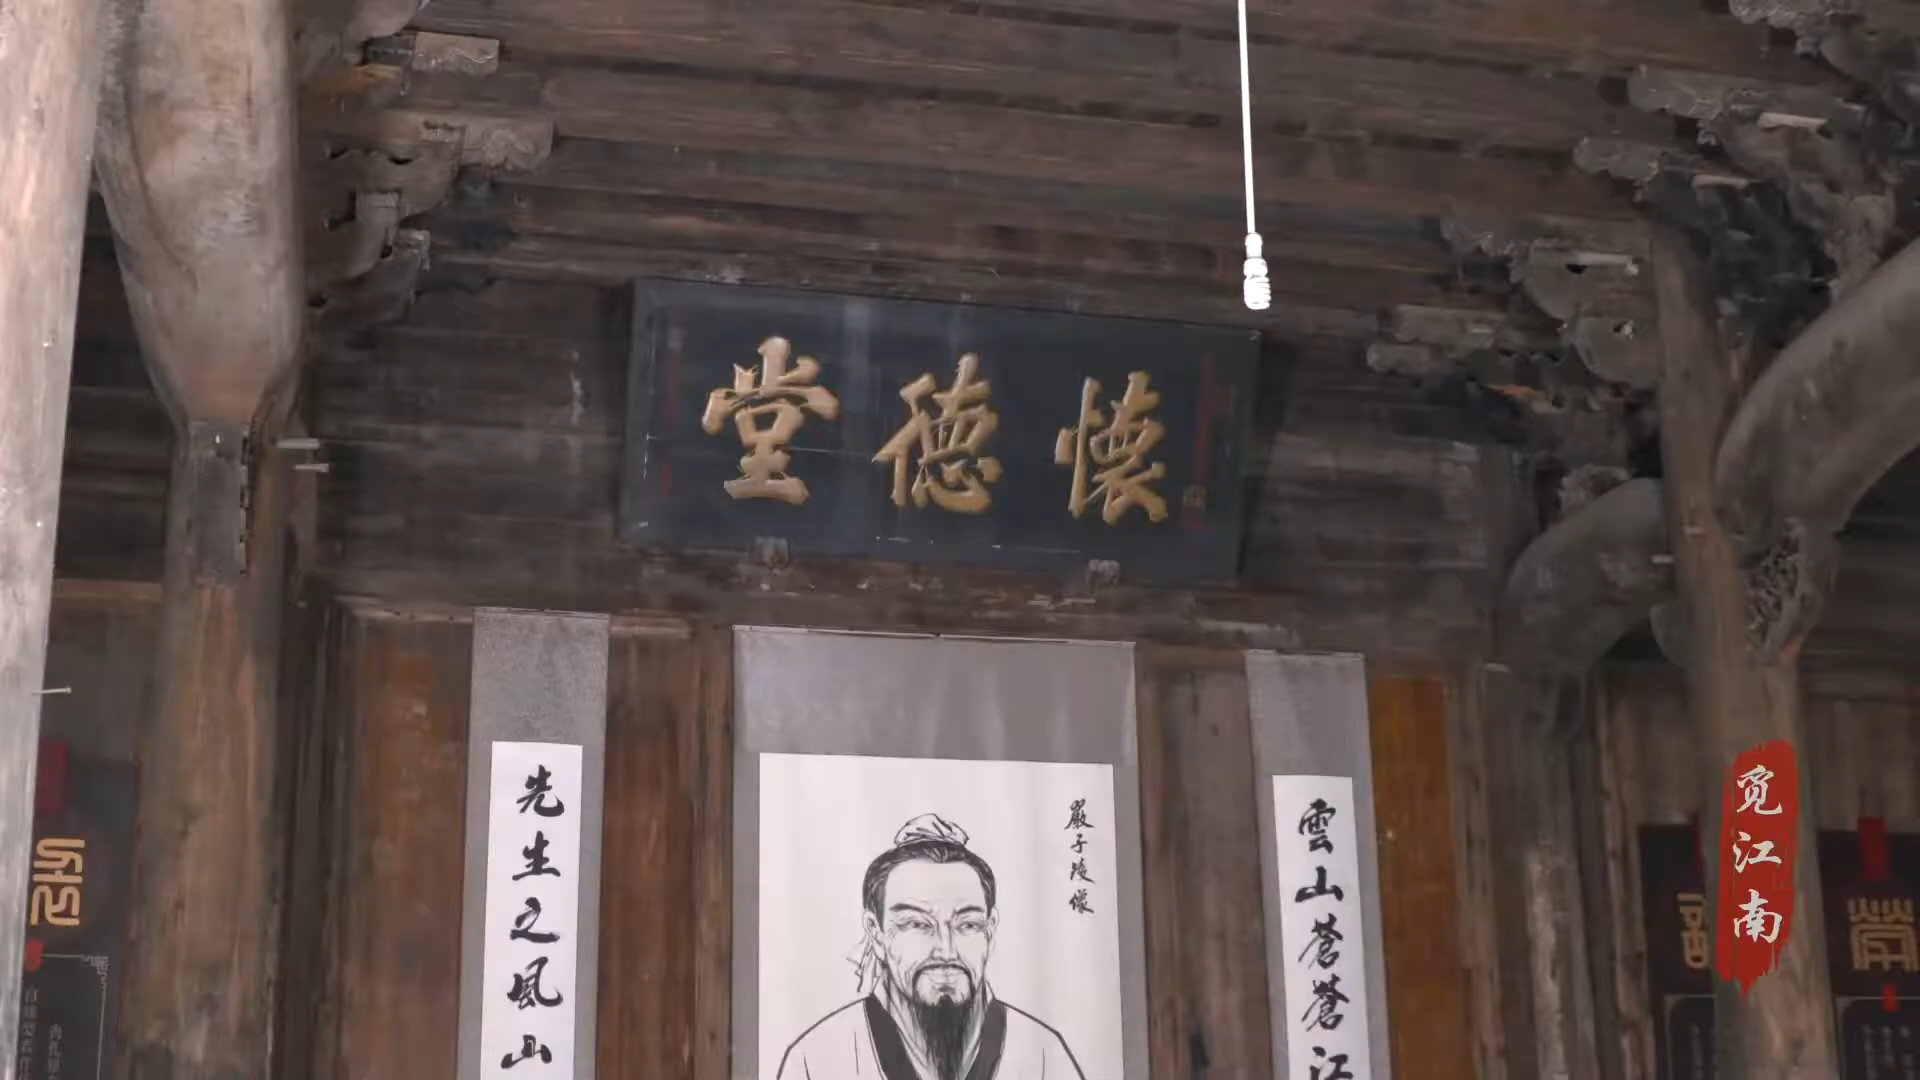 懷德堂
雲山蒼蒼江
嚴子陵像
先生之風山
觅江南